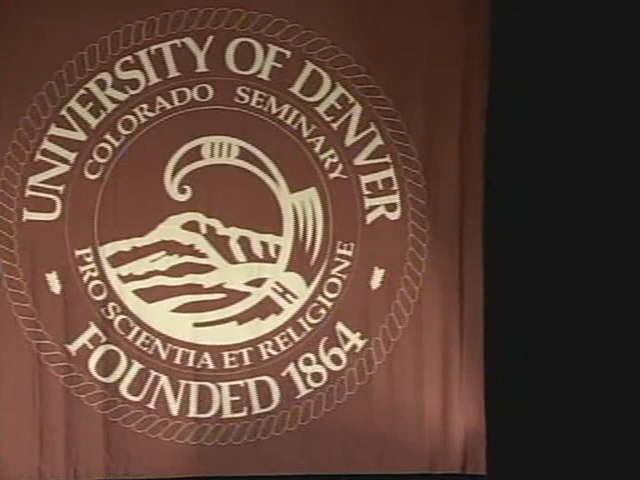 UNIVERSITY OF DENVER
COLORADO SEMINARY
PRO SCIENTIA ET RELIGIONE
FOUNDED 1864